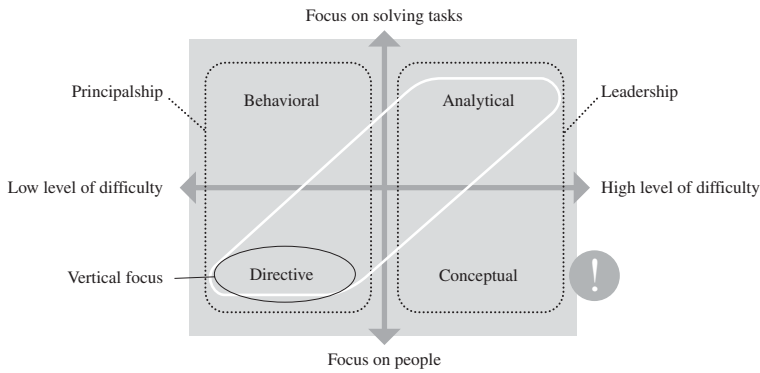 Focus on solving tasks
Principalship
Behavioral
Analytical
Leadership
Low level of difficulty
High level of difficulty
Vertical focus
Directive
Conceptual
!
Focus on people